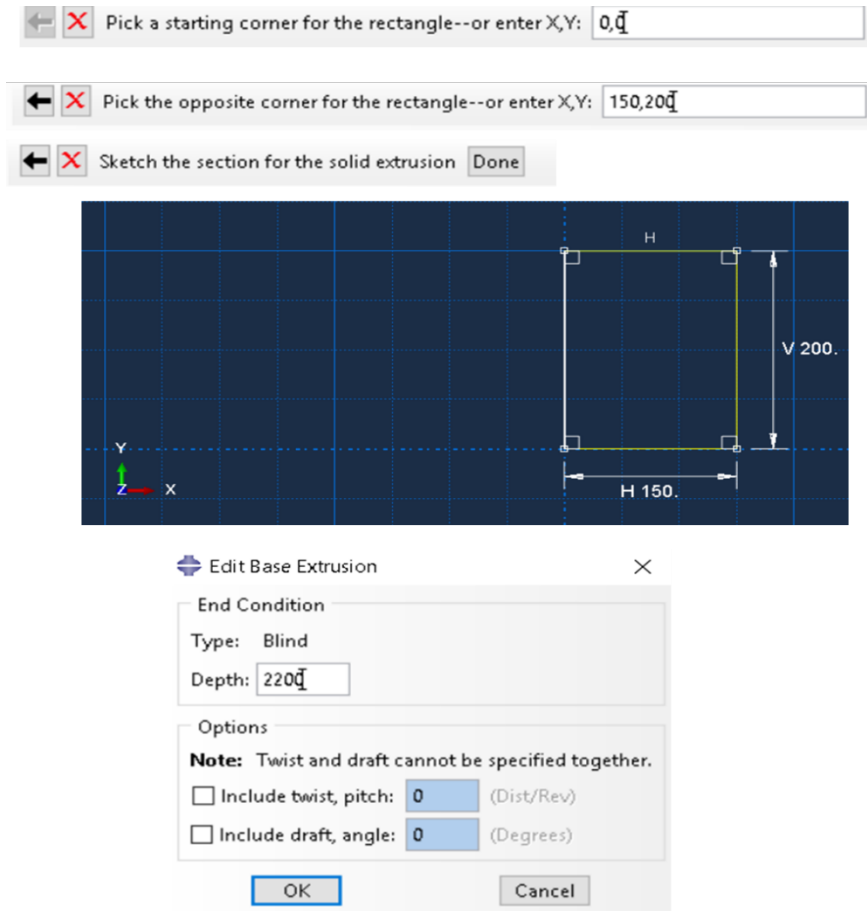 Pick a starting corner for the rectangle--or enter X,Y: 0,0
Pick the opposite corner for the rectangle--or enter X,Y: 150,200
Sketch the section for the solid extrusion Done
H
V 200.
Y
Z X
H 150.
Edit Base Extrusion
End Condition
Type: Blind
Depth: 2200
Options
Note: Twist and draft cannot be specified together.
Include twist, pitch: 0 (Dist/Rev)
Include draft, angle: 0 (Degrees)
OK Cancel